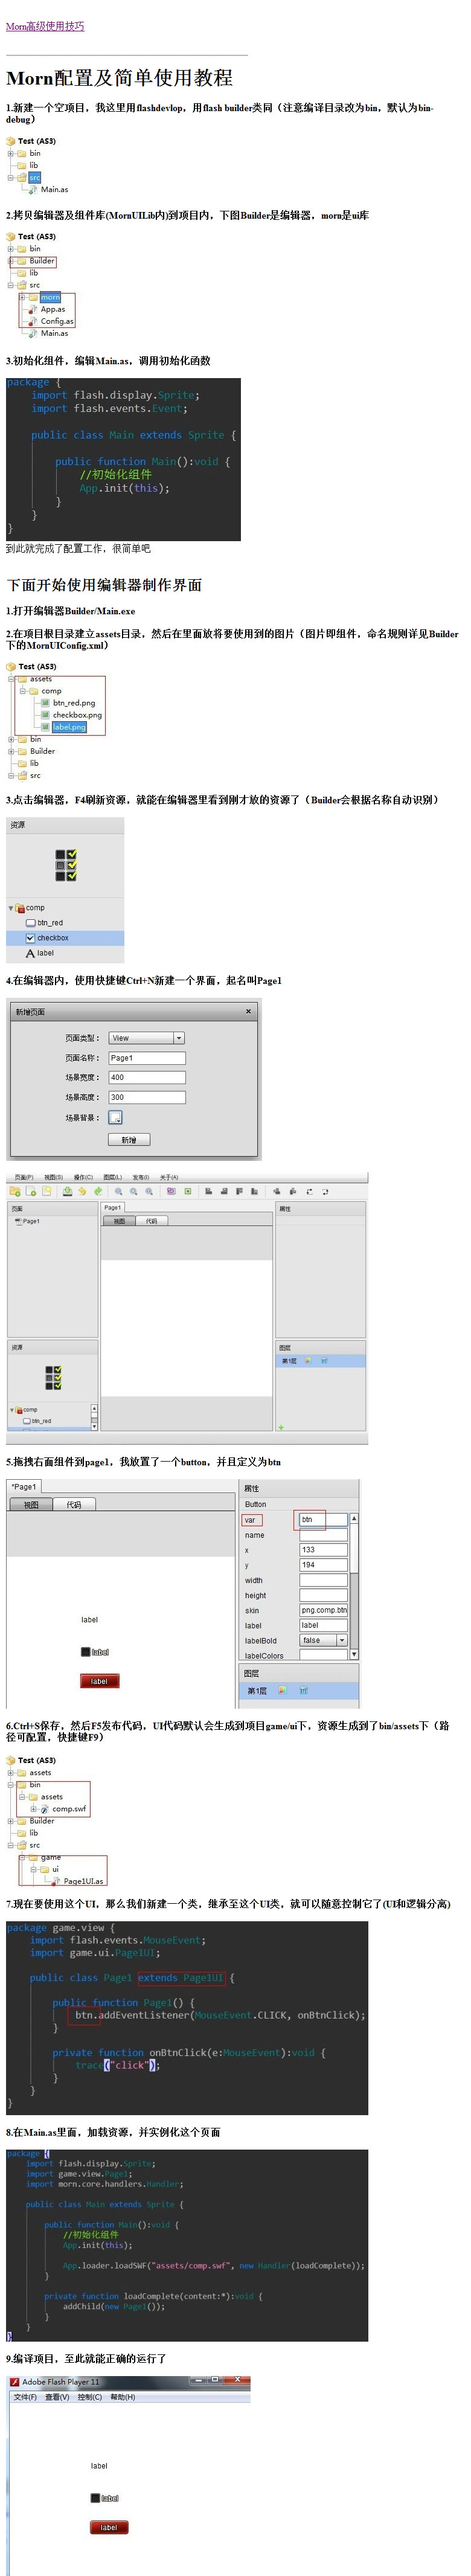 Morn高级使用技巧
Morn配置及简单使用教程
1.新建一个空项目，我这里用flashdevlop，用flash builder类同（注意编译目录改为bin，默认为bin-
debug）
Test (AS3)
bin
lib
src
Main.as
2.拷贝编辑器及组件库(MornUILib内)到项目内，下图Builder是编辑器，morn是ui库
Test (AS3)
bin
Builder
lib
src
morn
App.as
Config.as
Main.as
3.初始化组件，编辑Main.as，调用初始化函数
package {
import flash.display.Sprite;
import flash.events.Event;
public class Main extends Sprite {
public function Main():void {
//初始化组件
App.init(this);
}
}
}
到此就完成了配置工作，很简单吧
下面开始使用编辑器制作界面
1.打开编辑器Builder/Main.exe
2.在项目根目录建立assets目录，然后在里面放将要使用到的图片（图片即组件，命名规则详见Builder
下的MornUIConfig.xml）
Test (AS3)
assets
comp
btn_red.png
checkbox.png
label.png
bin
Builder
lib
src
3.点击编辑器，F4刷新资源，就能在编辑器里看到刚才放的资源了（Builder会根据名称自动识别）
资源
comp
btn_red
checkbox
label
4.在编辑器内，使用快捷键Ctrl+N新建一个界面，起名叫Page1
新增页面
页面类型： View
页面名称： Page1
场景宽度： 400
场景高度： 300
场景背景：
新增
页面(P) 视图(S) 操作(C) 图层(L) 发布(I) 关于(A)
页面 Page1 属性
Page1 视图 代码
资源 图层
第1层
comp
btn_red
5.拖拽右面组件到page1，我放置了一个button，并且定义为btn
*Page1 属性
视图 代码 Button
var btn
name
x 133
y 194
width
height
skin png.comp.btn
label label
labelBold false
labelColors
label
label
label
图层
第1层
6.Ctrl+S保存，然后F5发布代码，UI代码默认会生成到项目game/ui下，资源生成到了bin/assets下（路
径可配置，快捷键F9）
Test (AS3)
assets
bin
assets
comp.swf
Builder
lib
src
game
ui
Page1UI.as
7.现在要使用这个UI，那么我们新建一个类，继承至这个UI类，就可以随意控制它了(UI和逻辑分离)
package game.view {
import flash.events.MouseEvent;
import game.ui.Page1UI;
public class Page1 extends Page1UI {
public function Page1() {
btn.addEventListener(MouseEvent.CLICK, onBtnClick);
}
private function onBtnClick(e:MouseEvent):void {
trace("click");
}
}
}
8.在Main.as里面，加载资源，并实例化这个页面
package {
import flash.display.Sprite;
import game.view.Page1;
import morn.core.handlers.Handler;
public class Main extends Sprite {
public function Main():void {
//初始化组件
App.init(this);
App.loader.loadSWF("assets/comp.swf", new Handler(loadComplete));
}
private function loadComplete(content:*):void {
addChild(new Page1());
}
}
}
9.编译项目，至此就能正确的运行了
Adobe Flash Player 11
文件(F) 查看(V) 控制(C) 帮助(H)
label
label
label